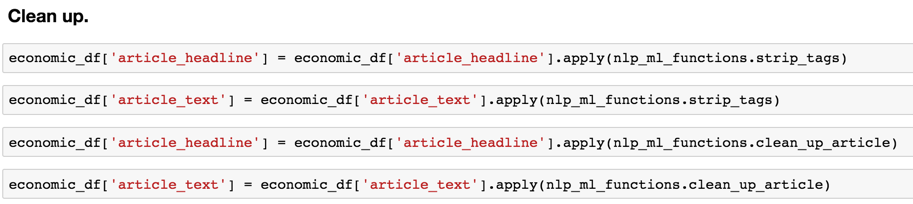 Clean up.
economic_df['article_headline'] = economic_df['article_headline'].apply(nlp_ml_functions.strip_tags)
economic_df['article_text'] = economic_df['article_text'].apply(nlp_ml_functions.strip_tags)
economic_df['article_headline'] = economic_df['article_headline'].apply(nlp_ml_functions.clean_up_article)
economic_df['article_text'] = economic_df['article_text'].apply(nlp_ml_functions.clean_up_article)